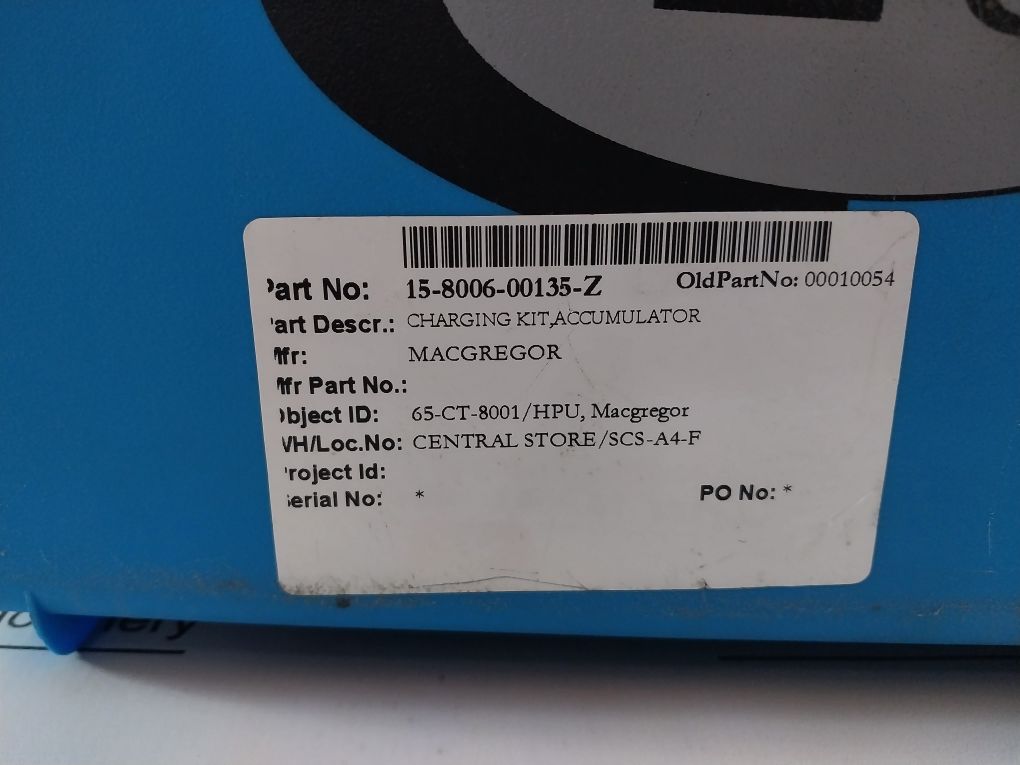 Part No: 15-8006-00135-Z OldPartNo: 00010054
Part Descr.: CHARGING KIT,ACCUMULATOR
Mfr: MACGREGOR
Mfr Part No.:
Object ID: 65-CT-8001/HPU, Macgregor
WH/Loc.No: CENTRAL STORE/SCS-A4-F
Project Id:
Serial No: * PO No: *